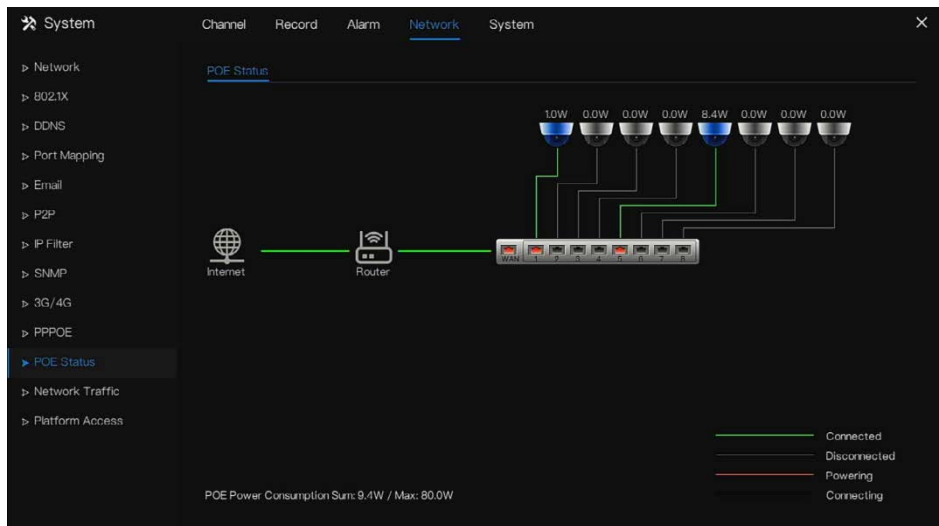 System
Channel Record Alarm Network System
Network
802.1X
DDNS
Port Mapping
Email
P2P
IP Filter
SNMP
3G/4G
PPPOE
POE Status
Network Traffic
Platform Access
POE Status
1.0W 0.0W 0.0W 0.0W 8.4W 0.0W 0.0W 0.0W
Internet
Router
WAN 1 2 3 4 5 6 7 8
Connected
Disconnected
Powering
Connecting
POE Power Consumption Sum: 9.4W / Max: 80.0W